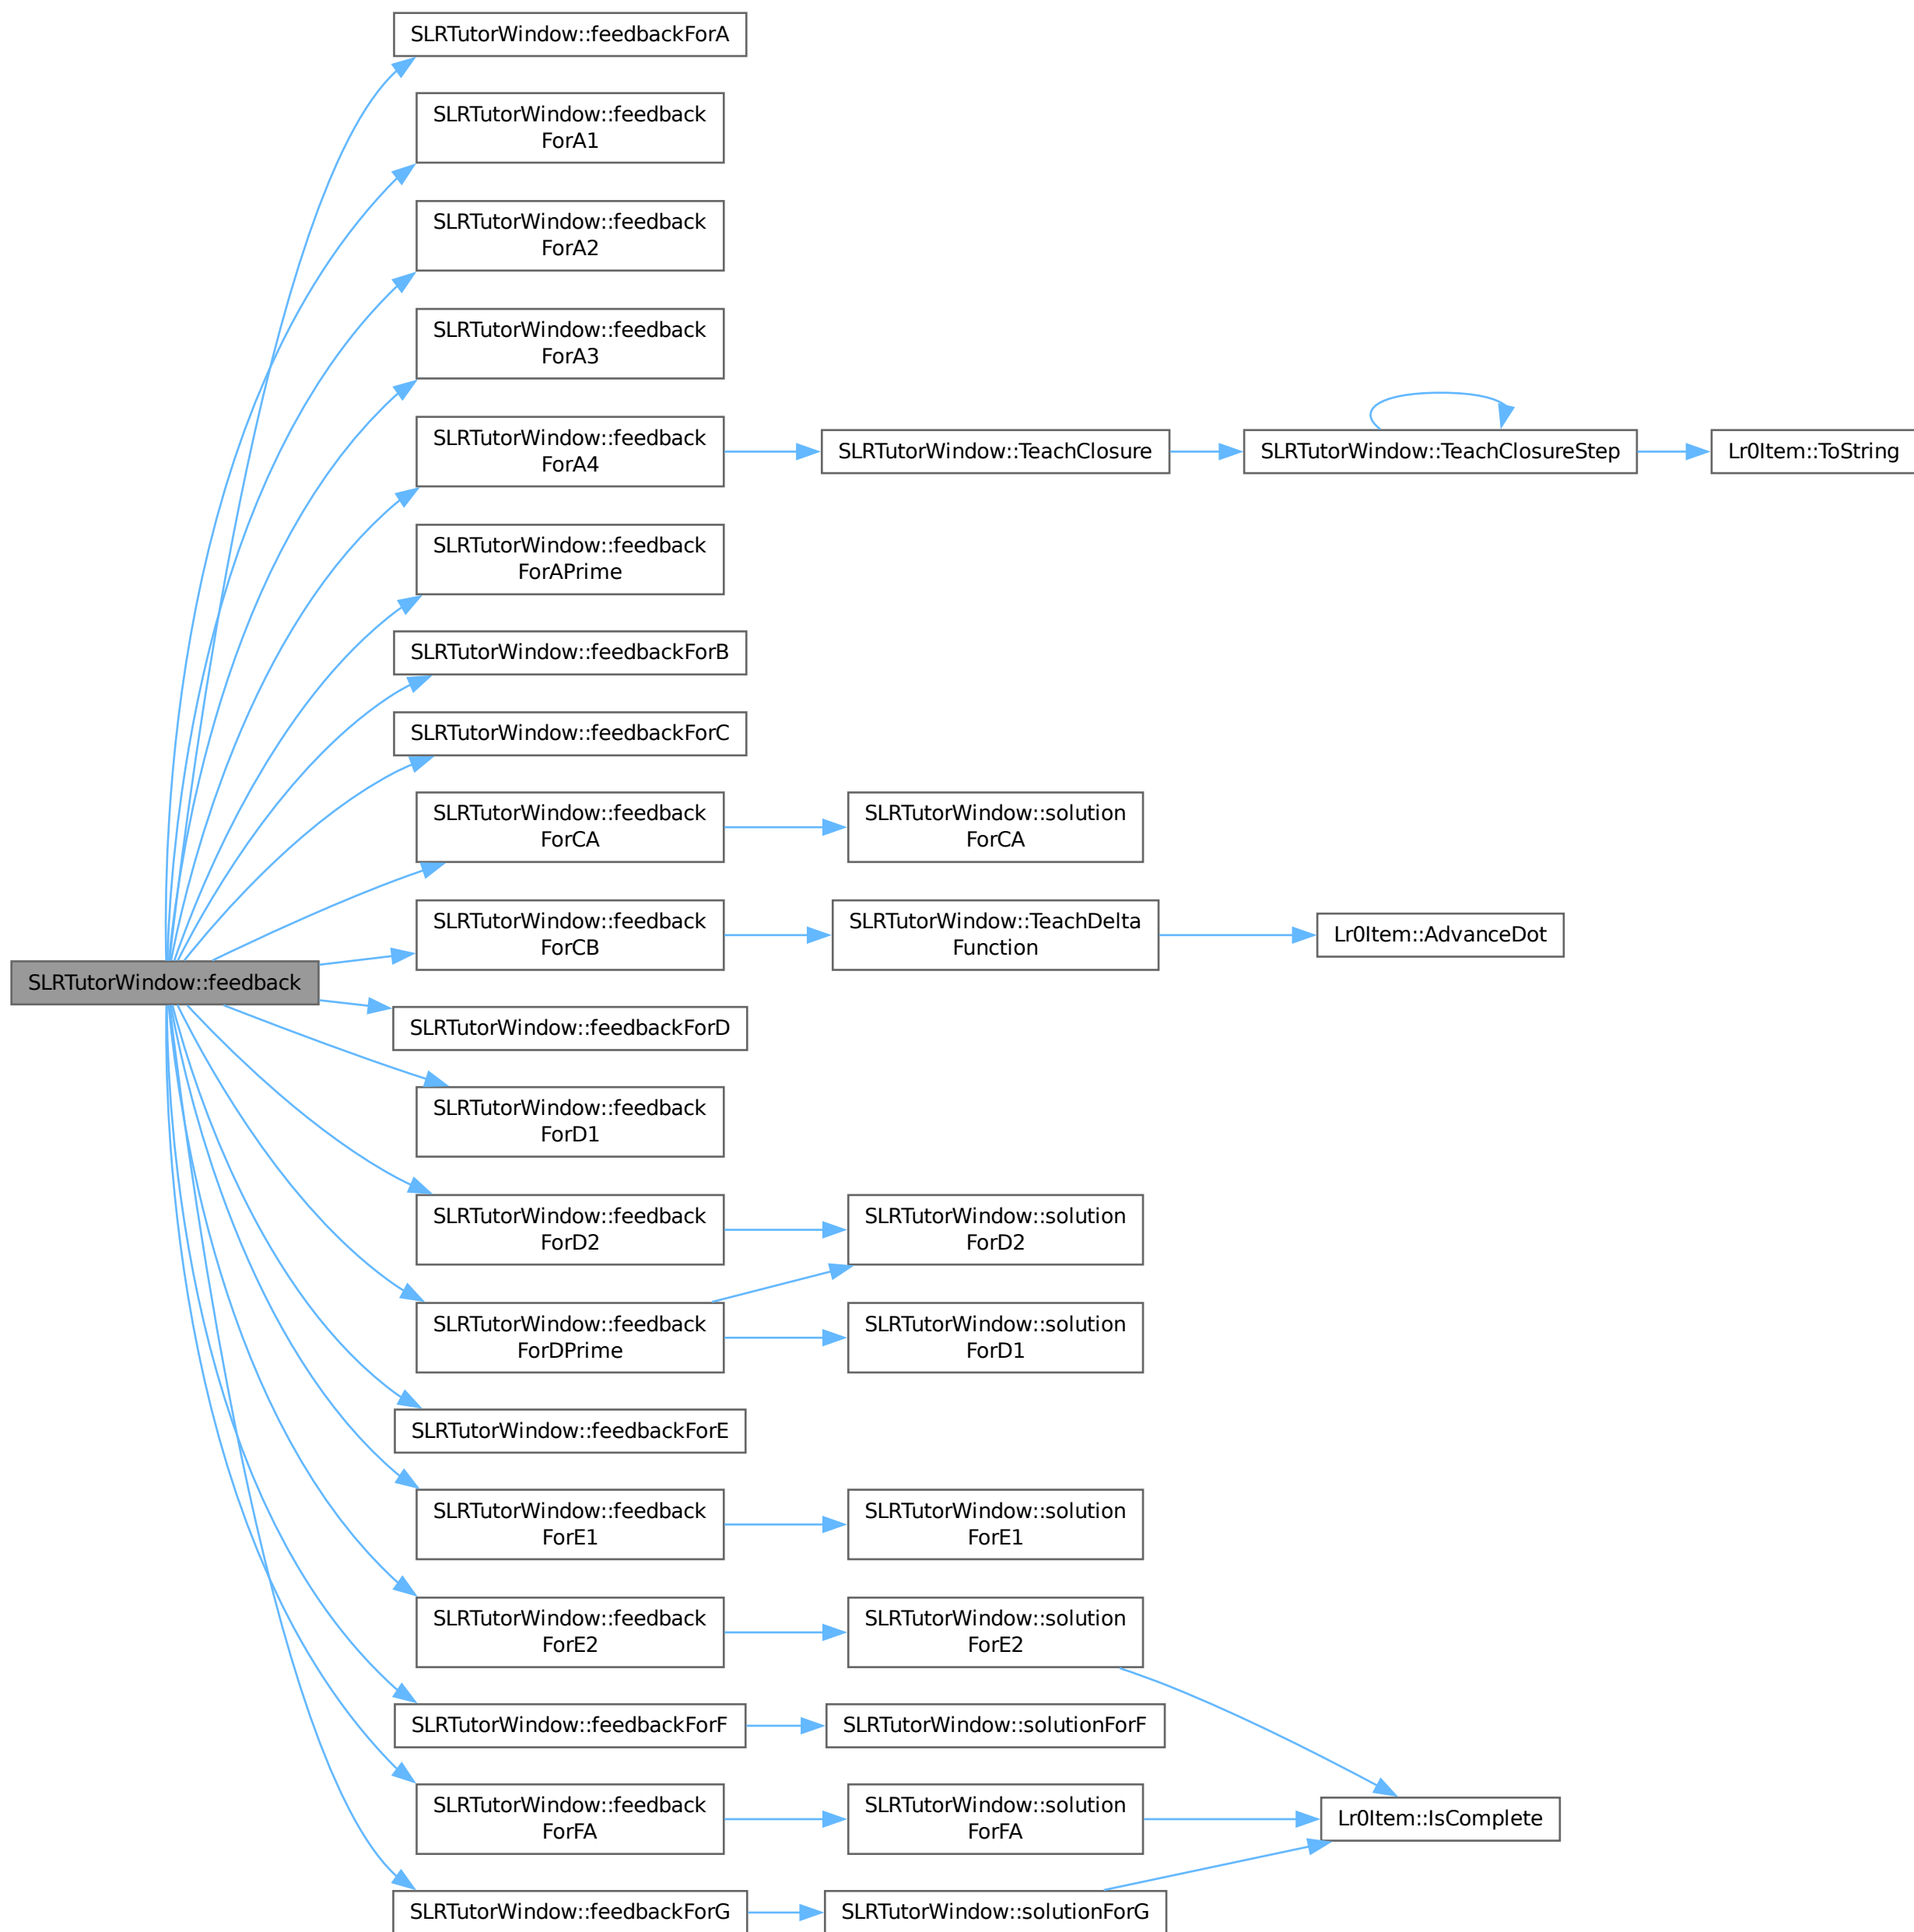 SLRTutorWindow::feedbackForA
SLRTutorWindow::feedback
ForA1
SLRTutorWindow::feedback
ForA2
SLRTutorWindow::feedback
ForA3
SLRTutorWindow::feedback
ForA4
SLRTutorWindow::TeachClosure
SLRTutorWindow::TeachClosureStep
Lr0Item::ToString
SLRTutorWindow::feedback
ForAPrime
SLRTutorWindow::feedbackForB
SLRTutorWindow::feedbackForC
SLRTutorWindow::feedback
ForCA
SLRTutorWindow::solution
ForCA
SLRTutorWindow::feedback
ForCB
SLRTutorWindow::TeachDelta
Function
Lr0Item::AdvanceDot
SLRTutorWindow::feedback
SLRTutorWindow::feedbackForD
SLRTutorWindow::feedback
ForD1
SLRTutorWindow::feedback
ForD2
SLRTutorWindow::solution
ForD2
SLRTutorWindow::feedback
ForDPrime
SLRTutorWindow::solution
ForD1
SLRTutorWindow::feedbackForE
SLRTutorWindow::feedback
ForE1
SLRTutorWindow::solution
ForE1
SLRTutorWindow::feedback
ForE2
SLRTutorWindow::solution
ForE2
SLRTutorWindow::feedbackForF
SLRTutorWindow::solutionForF
SLRTutorWindow::feedback
ForFA
SLRTutorWindow::solution
ForFA
Lr0Item::IsComplete
SLRTutorWindow::feedbackForG
SLRTutorWindow::solutionForG